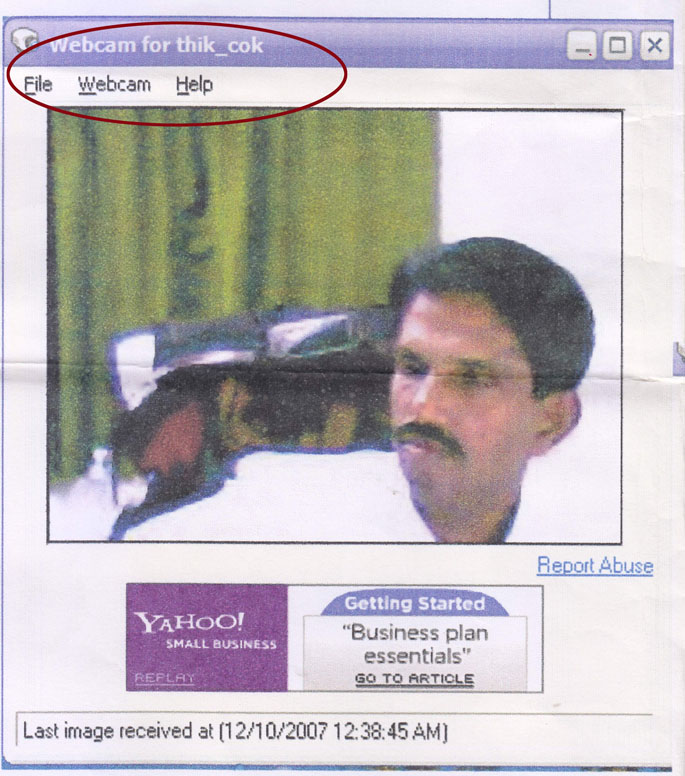 Webcam for thik_cok
File Webcam Help
Report Abuse
YAHOO!
SMALL BUSINESS
REPLAY
Getting Started
“Business plan
essentials”
GO TO ARTICLE
Last image received at (12/10/2007 12:38:45 AM)